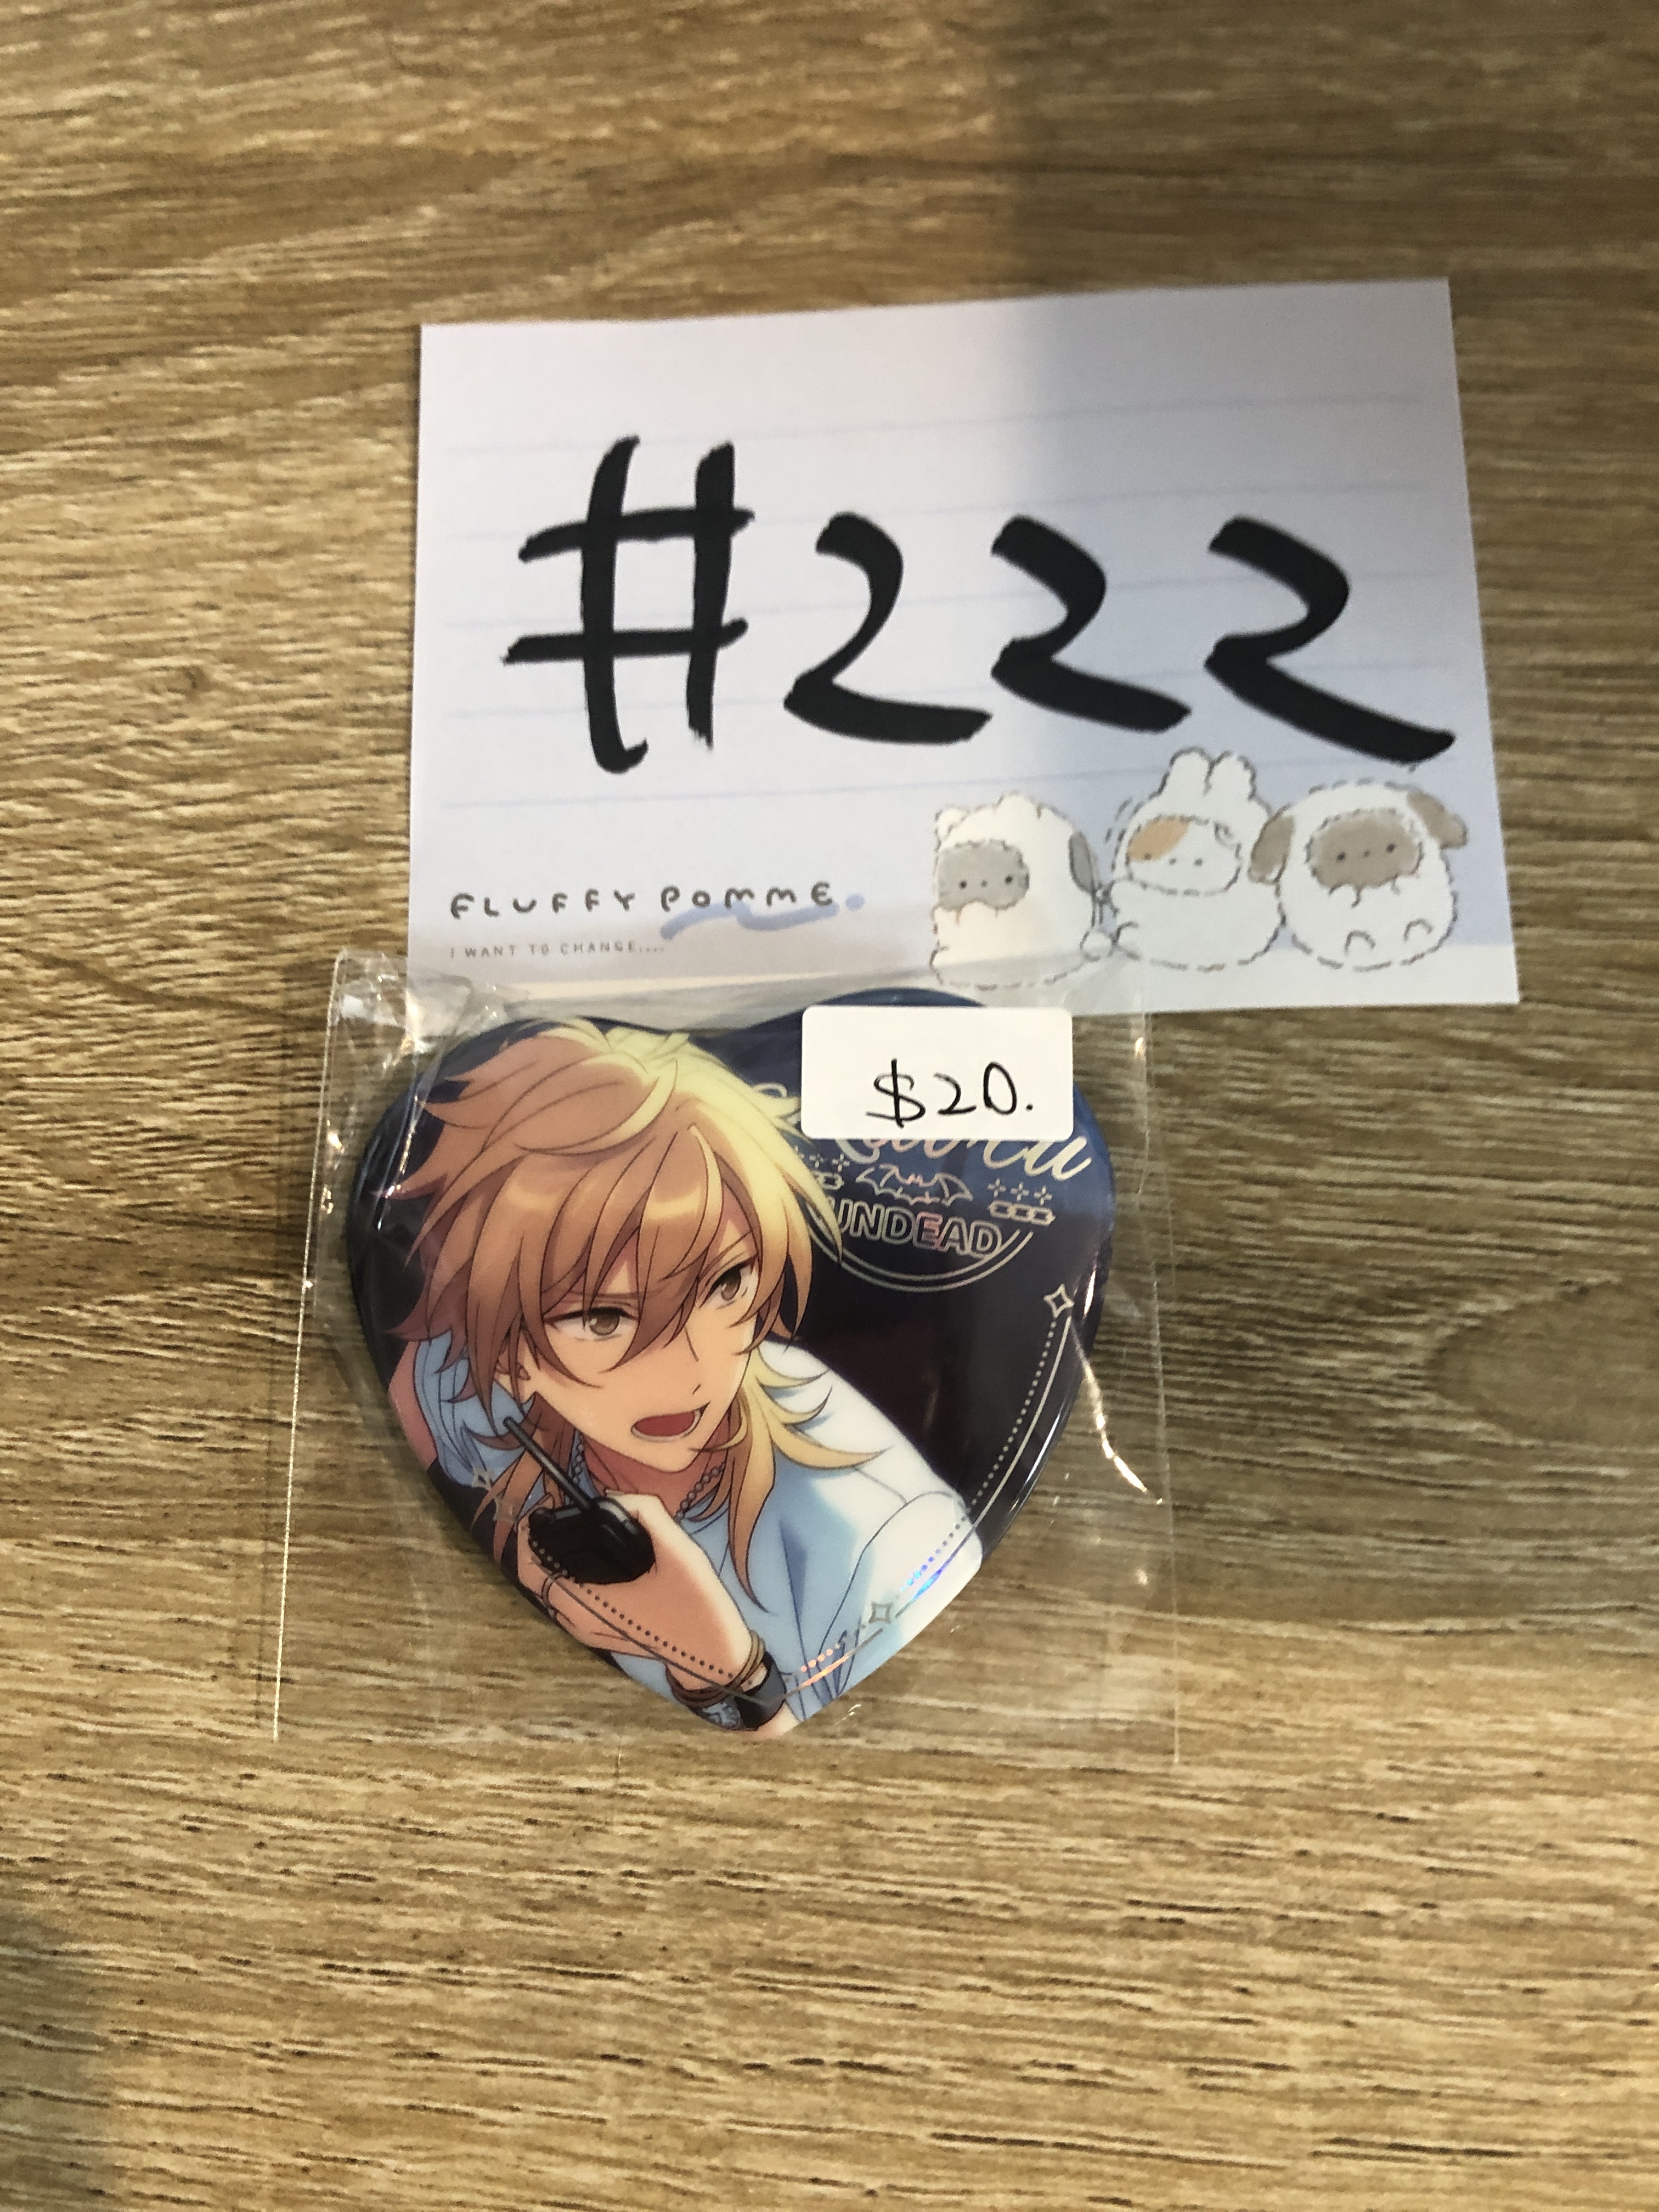 #222
FLUFFY POMME.
I WANT TO CHANGE....
$20.
UNDEAD